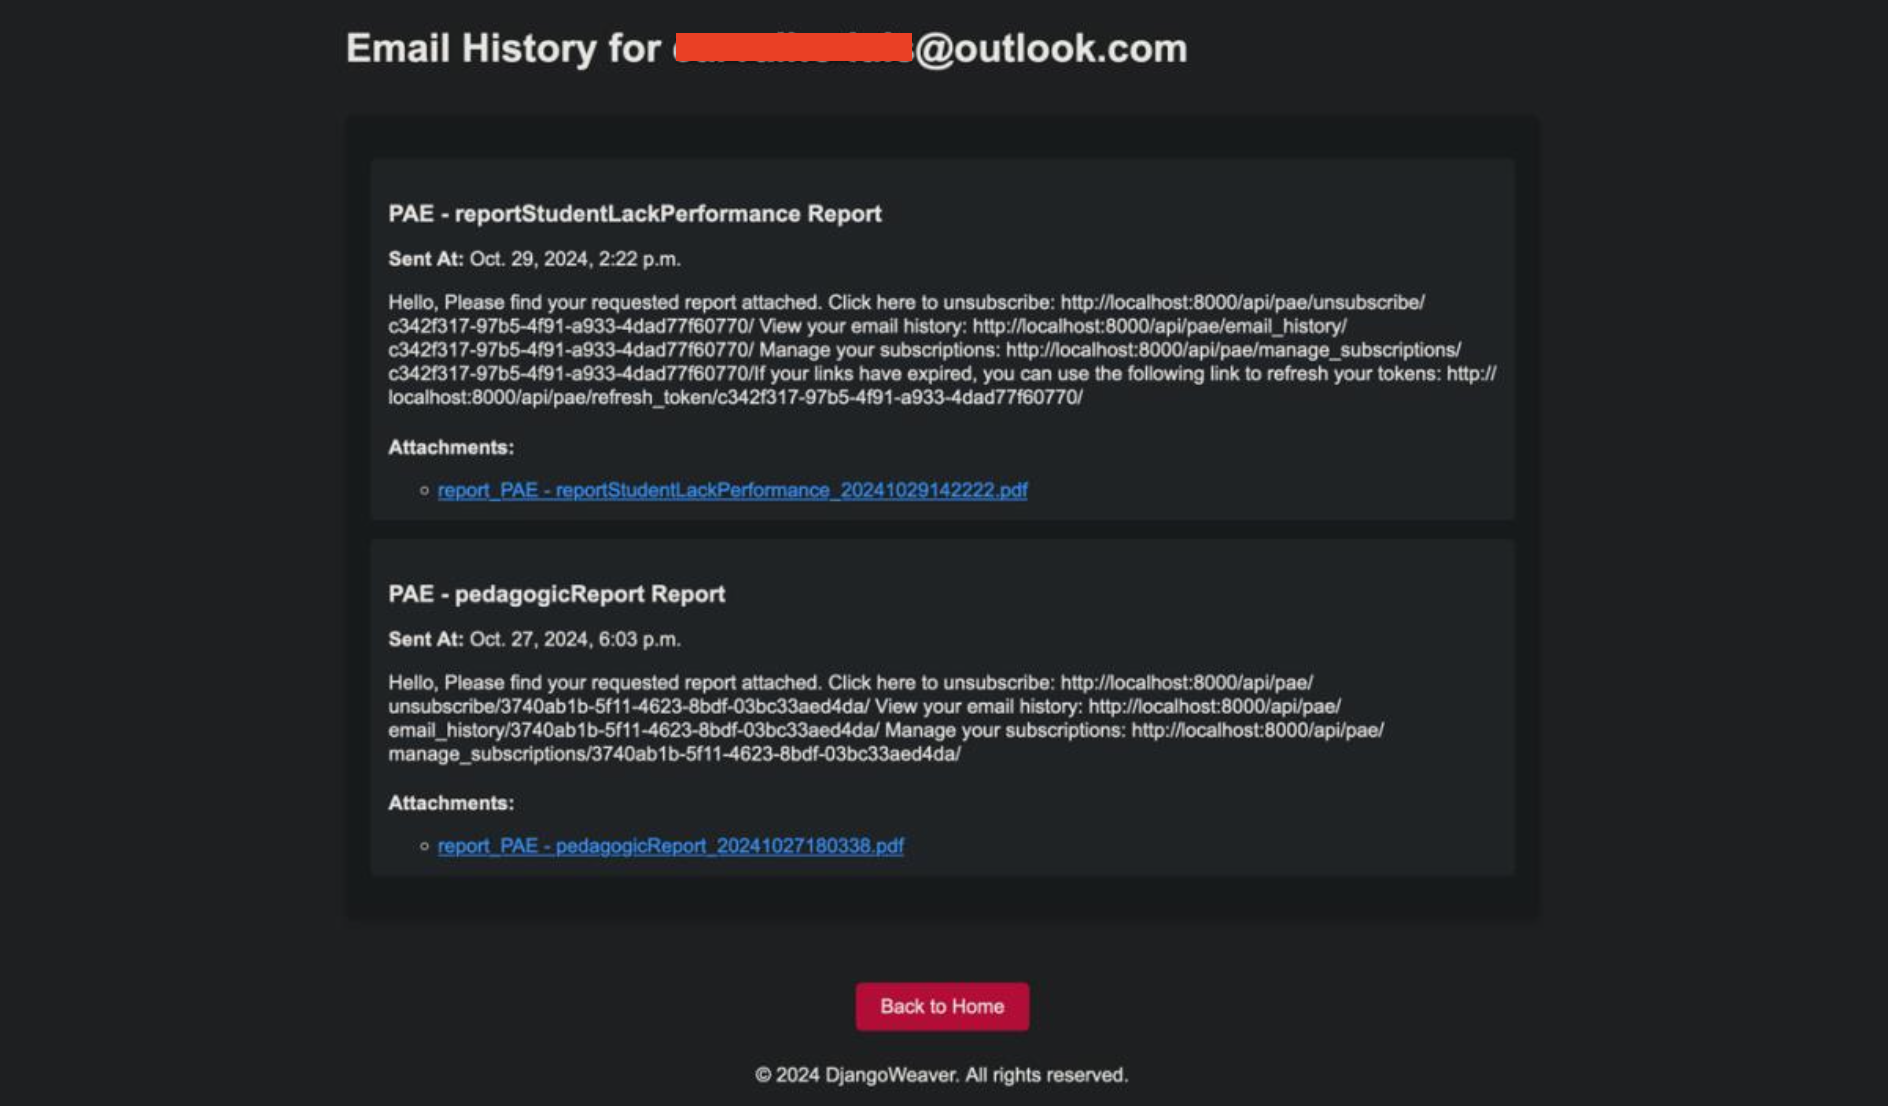 Email History for @outlook.com
PAE - reportStudentLackPerformance Report
Sent At: Oct. 29, 2024, 2:22 p.m.
Hello, Please find your requested report attached. Click here to unsubscribe: http://localhost:8000/api/pae/unsubscribe/
c342f317-97b5-4f91-a933-4dad77f60770/ View your email history: http://localhost:8000/api/pae/email_history/
c342f317-97b5-4f91-a933-4dad77f60770/ Manage your subscriptions: http://localhost:8000/api/pae/manage_subscriptions/
c342f317-97b5-4f91-a933-4dad77f60770/If your links have expired, you can use the following link to refresh your tokens: http://
localhost:8000/api/pae/refresh_token/c342f317-97b5-4f91-a933-4dad77f60770/
Attachments:
report_PAE - reportStudentLackPerformance_20241029142222.pdf
PAE - pedagogicReport Report
Sent At: Oct. 27, 2024, 6:03 p.m.
Hello, Please find your requested report attached. Click here to unsubscribe: http://localhost:8000/api/pae/
unsubscribe/3740ab1b-5f11-4623-8bdf-03bc33aed4da/ View your email history: http://localhost:8000/api/pae/
email_history/3740ab1b-5f11-4623-8bdf-03bc33aed4da/ Manage your subscriptions: http://localhost:8000/api/pae/
manage_subscriptions/3740ab1b-5f11-4623-8bdf-03bc33aed4da/
Attachments:
report_PAE - pedagogicReport_20241027180338.pdf
Back to Home
© 2024 DjangoWeaver. All rights reserved.